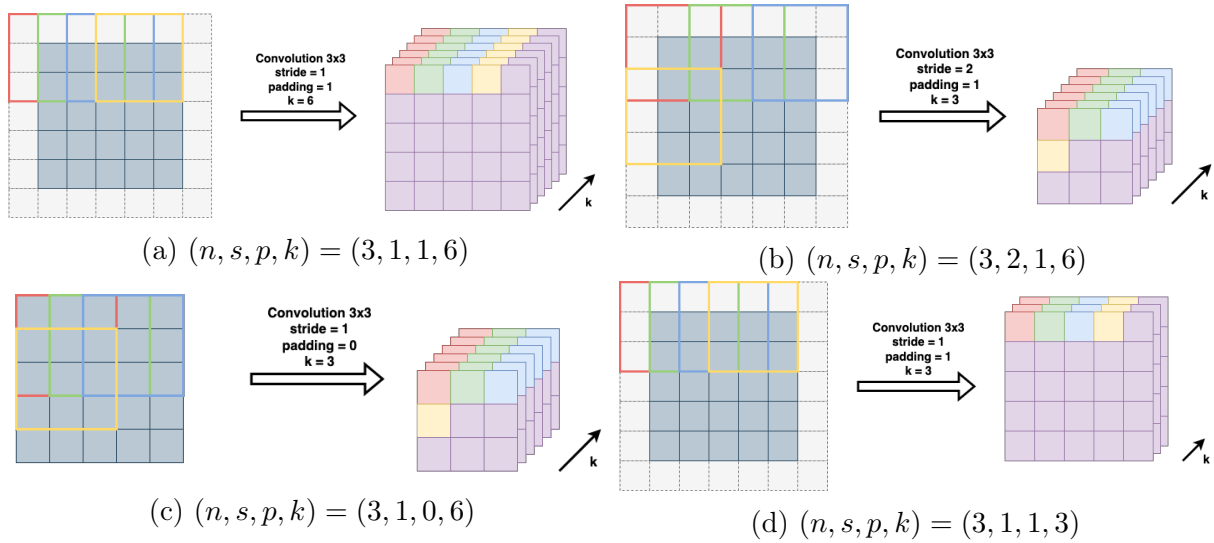 Convolution 3x3
stride = 1
padding = 1
k = 6
k
(a) (n, s, p, k) = (3, 1, 1, 6)
Convolution 3x3
stride = 2
padding = 1
k = 3
k
(b) (n, s, p, k) = (3, 2, 1, 6)
Convolution 3x3
stride = 1
padding = 0
k = 3
k
(c) (n, s, p, k) = (3, 1, 0, 6)
Convolution 3x3
stride = 1
padding = 1
k = 3
k
(d) (n, s, p, k) = (3, 1, 1, 3)